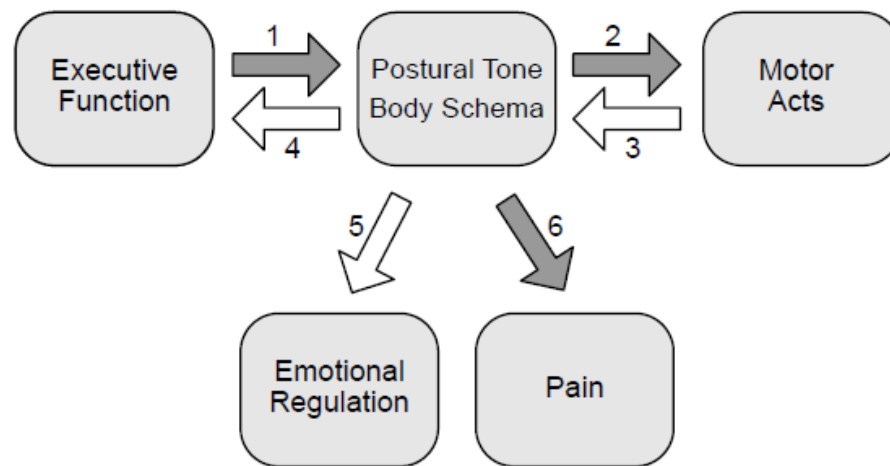 Executive
Function
1
4
Postural Tone
Body Schema
2
3
Motor
Acts
5
6
Emotional
Regulation
Pain